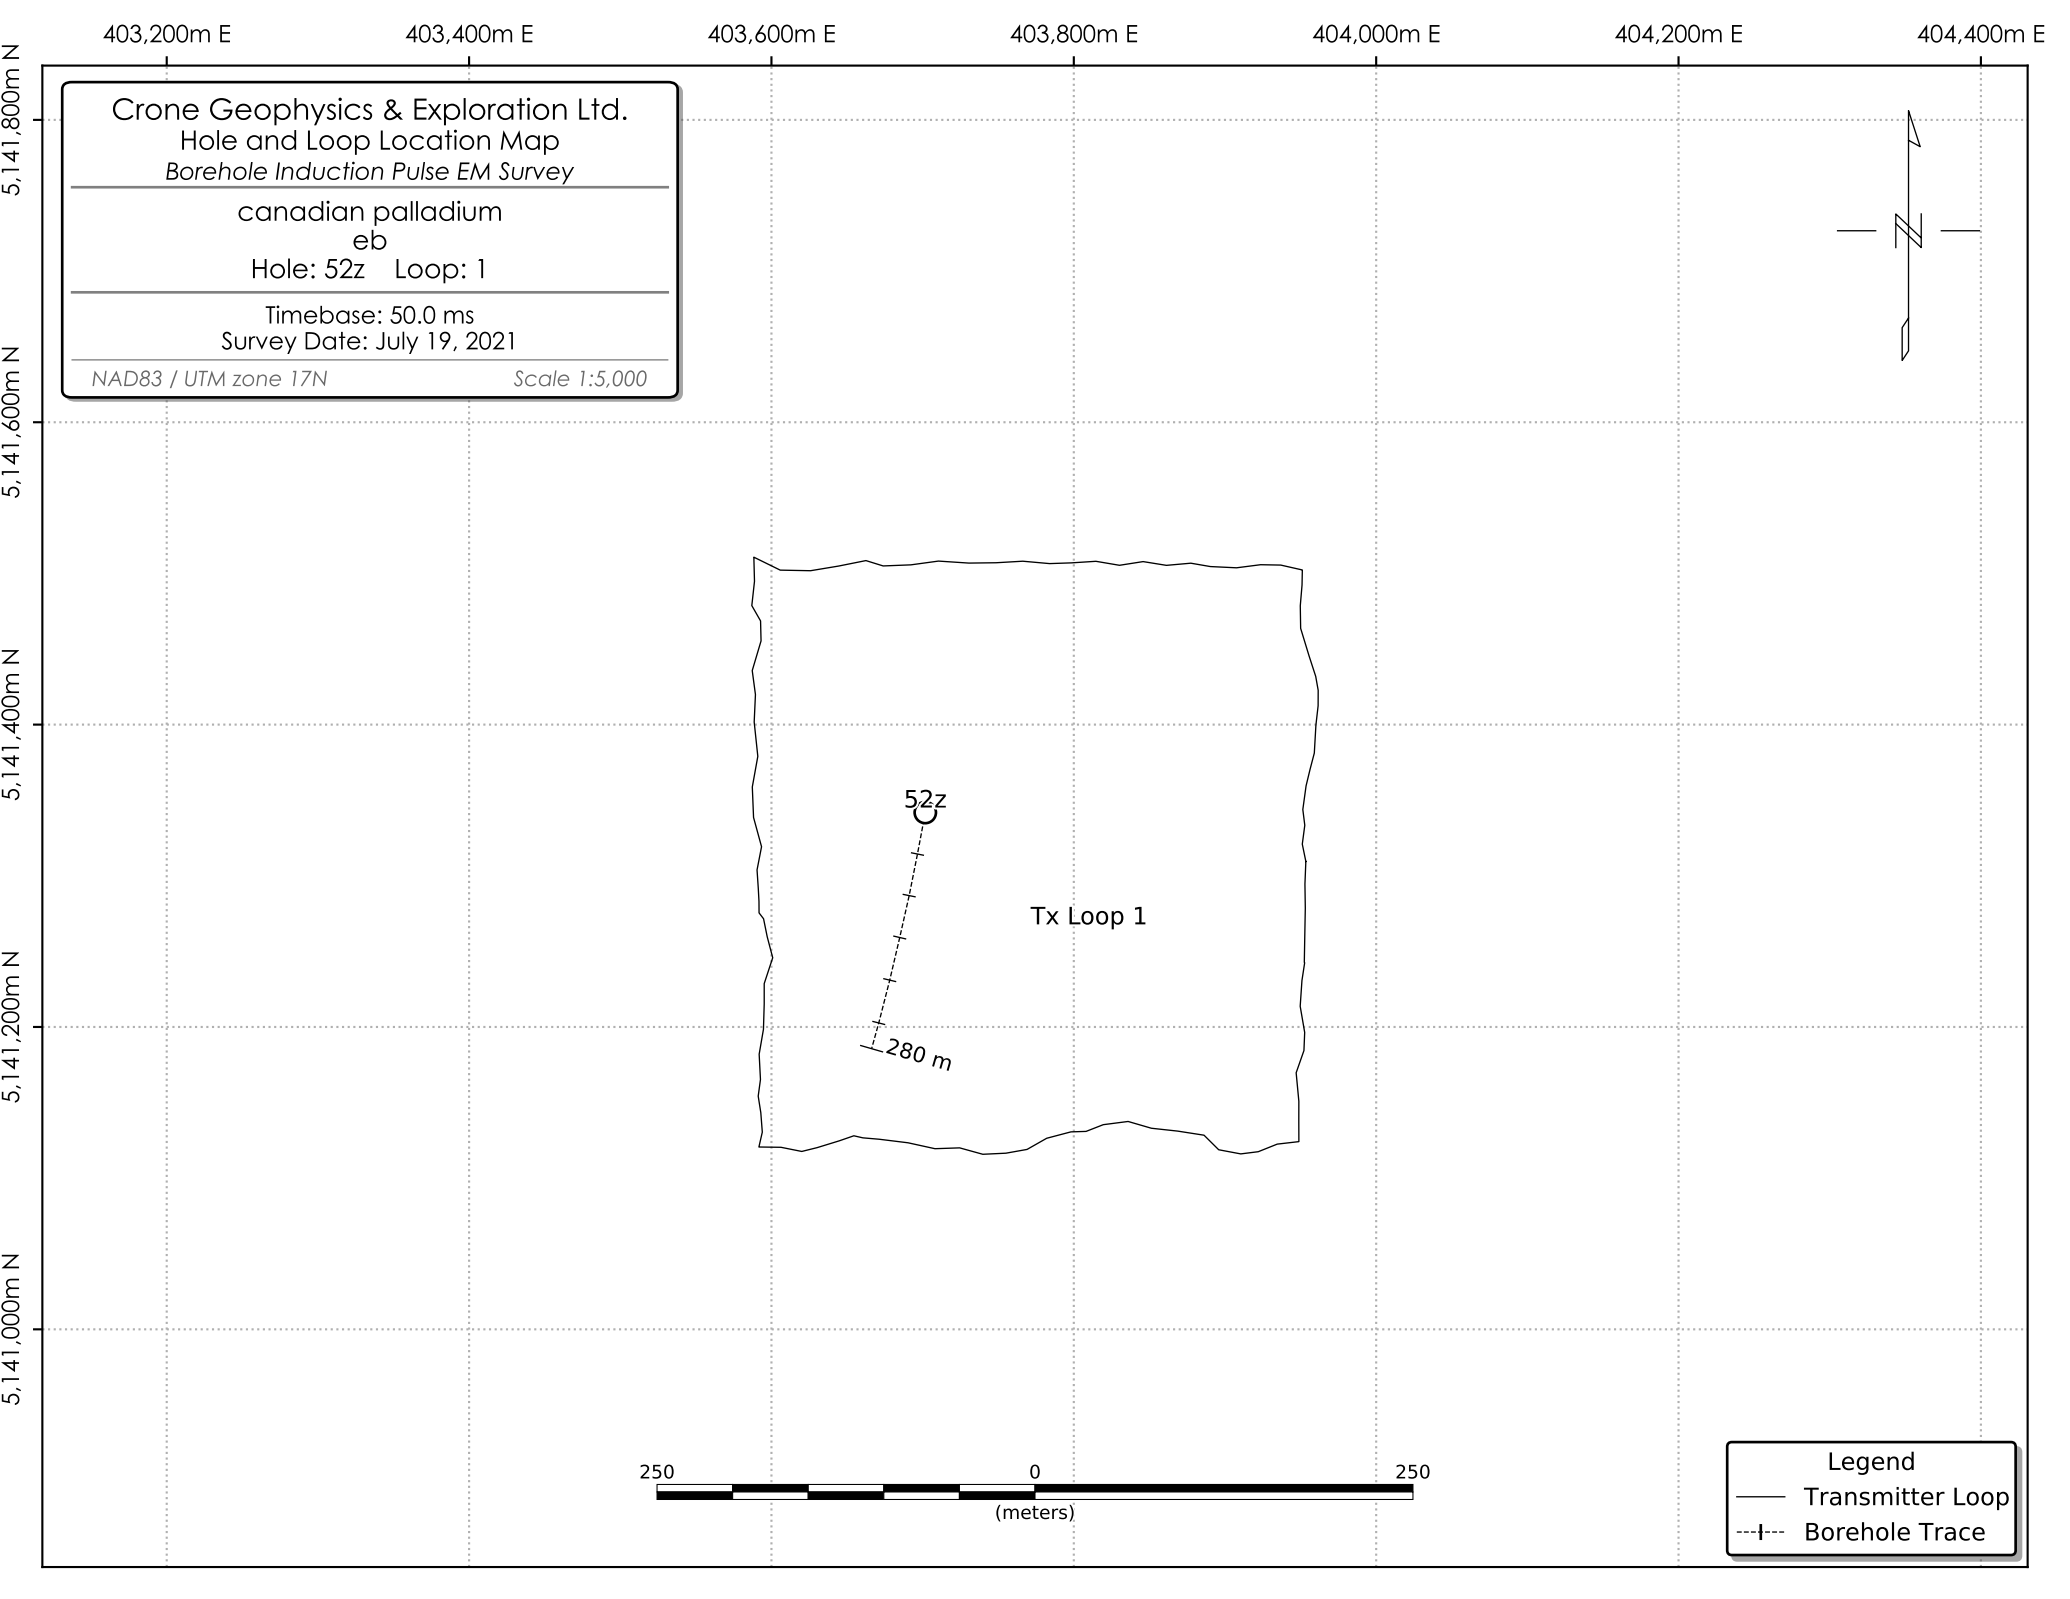 403,200m E 403,400m E 403,600m E 403,800m E 404,000m E 404,200m E 404,400m E
5,141,800m N
5,141,600m N
5,141,400m N
5,141,200m N
5,141,000m N
Crone Geophysics & Exploration Ltd.
Hole and Loop Location Map
Borehole Induction Pulse EM Survey
canadian palladium
eb
Hole: 52z Loop: 1
Timebase: 50.0 ms
Survey Date: July 19, 2021
NAD83 / UTM zone 17N Scale 1:5,000
N
52z
Tx Loop 1
280 m
250 0 250
(meters)
Legend
Transmitter Loop
Borehole Trace